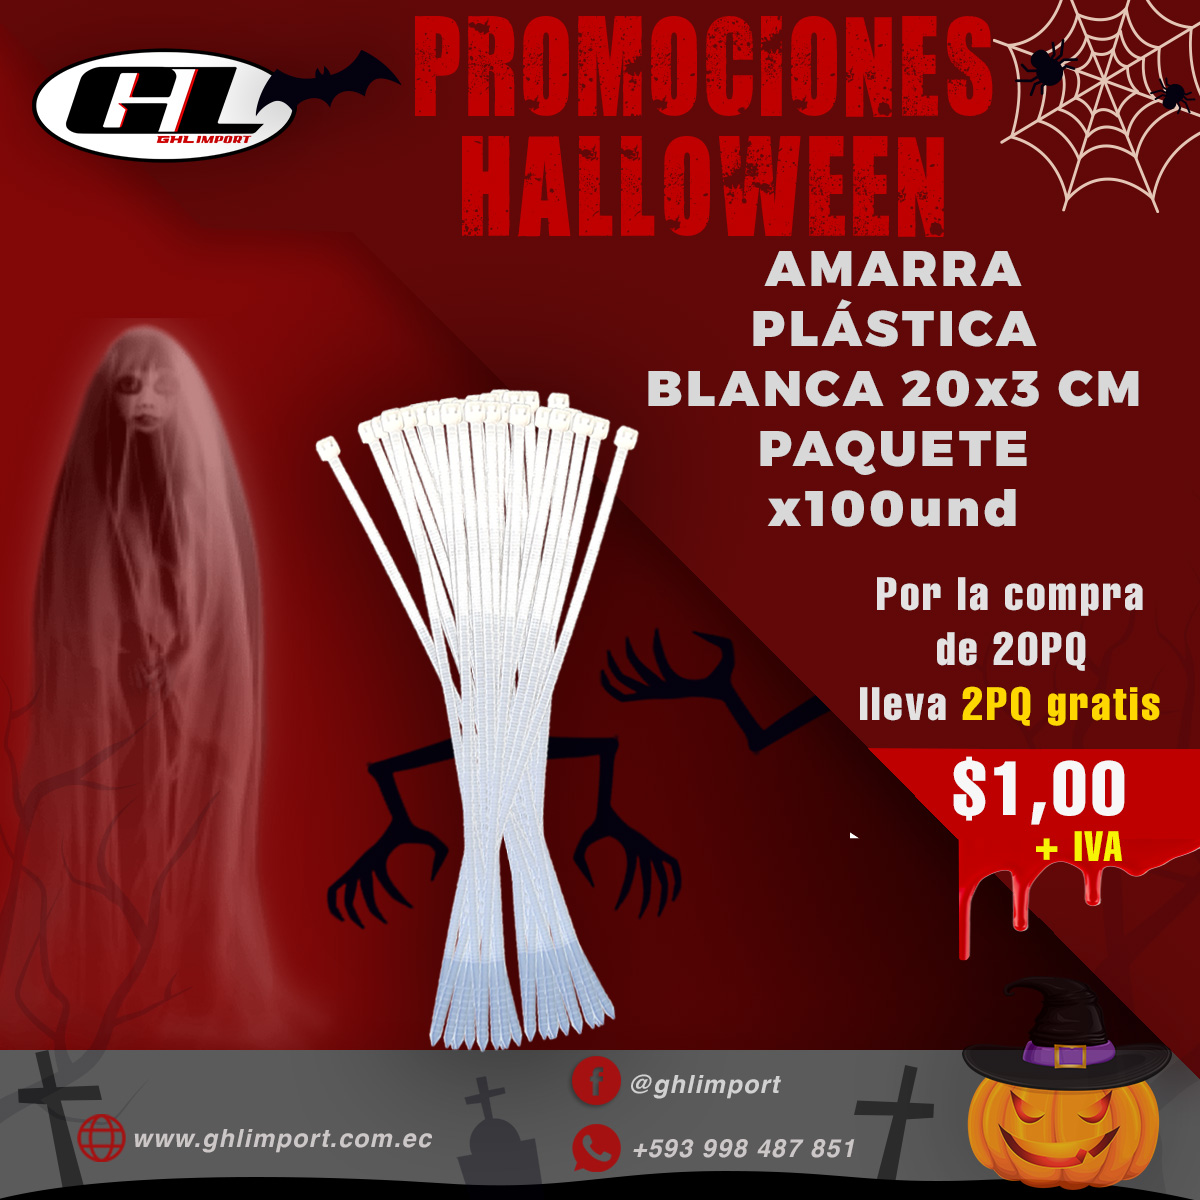 GHL
GHL IMPORT
PROMOCIONES
HALLOWEEN
AMARRA
PLÁSTICA
BLANCA 20x3 CM
PAQUETE
x100und
Por la compra
de 20PQ
lleva 2PQ gratis
$1,00
+ IVA
@ghlimport
www.ghlimport.com.ec
+593 998 487 851